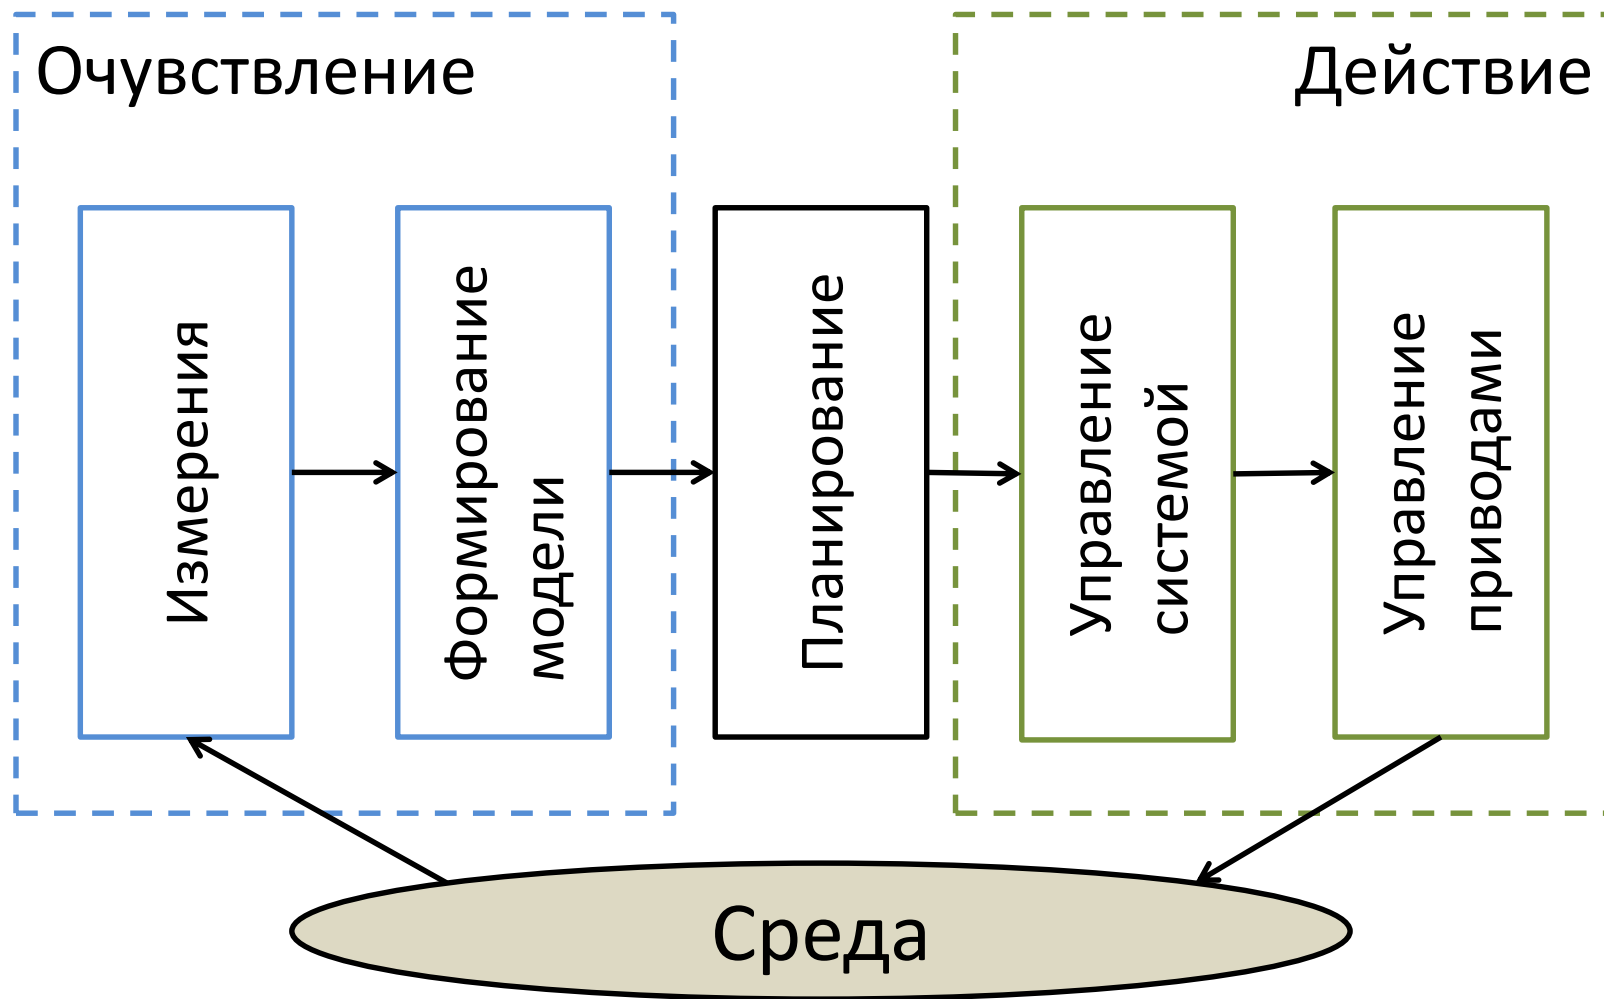 Очувствление
Действие
Измерения
Формирование
модели
Планирование
Управление
системой
Управление
приводами
Среда